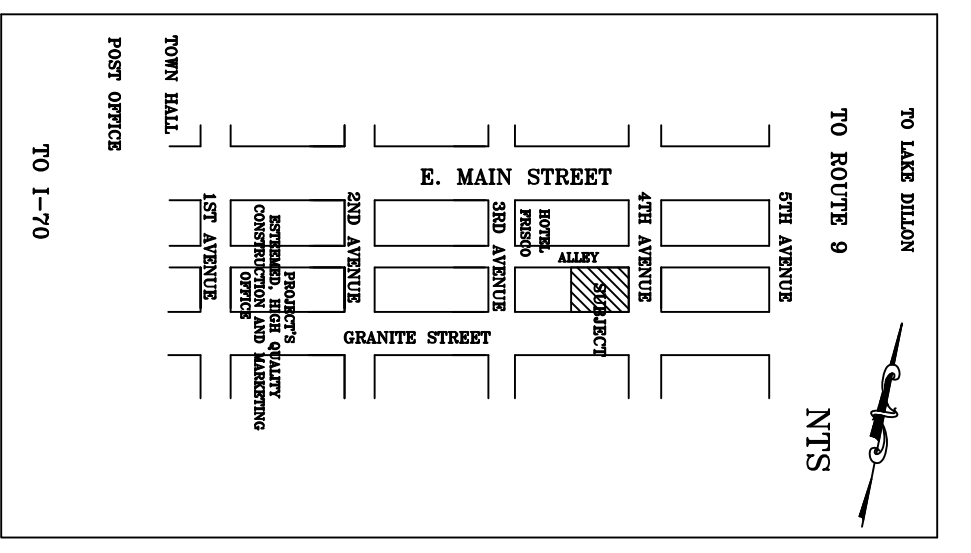 TO LAKE DILLON
TO ROUTE 9
NTS
TOWN HALL
POST OFFICE
TO I-70
E. MAIN STREET
1ST AVENUE
2ND AVENUE
3RD AVENUE
4TH AVENUE
5TH AVENUE
HOTEL
FRISCO
ALLEY
SUBJECT
GRANITE STREET
PROJECT'S
ESTEEMED, HIGH QUALITY
CONSTRUCTION AND MARKETING
OFFICE